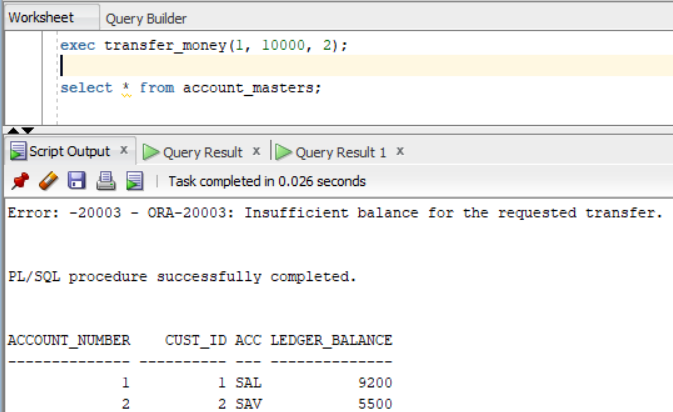 Worksheet Query Builder
exec transfer_money(1, 10000, 2);
select * from account_masters;
Script Output x Query Result x Query Result 1 x
Task completed in 0.026 seconds
Error: -20003 - ORA-20003: Insufficient balance for the requested transfer.
PL/SQL procedure successfully completed.
ACCOUNT_NUMBER CUST_ID ACC LEDGER_BALANCE
-------------- ---------- --- --------------
1 1 SAL 9200
2 2 SAV 5500